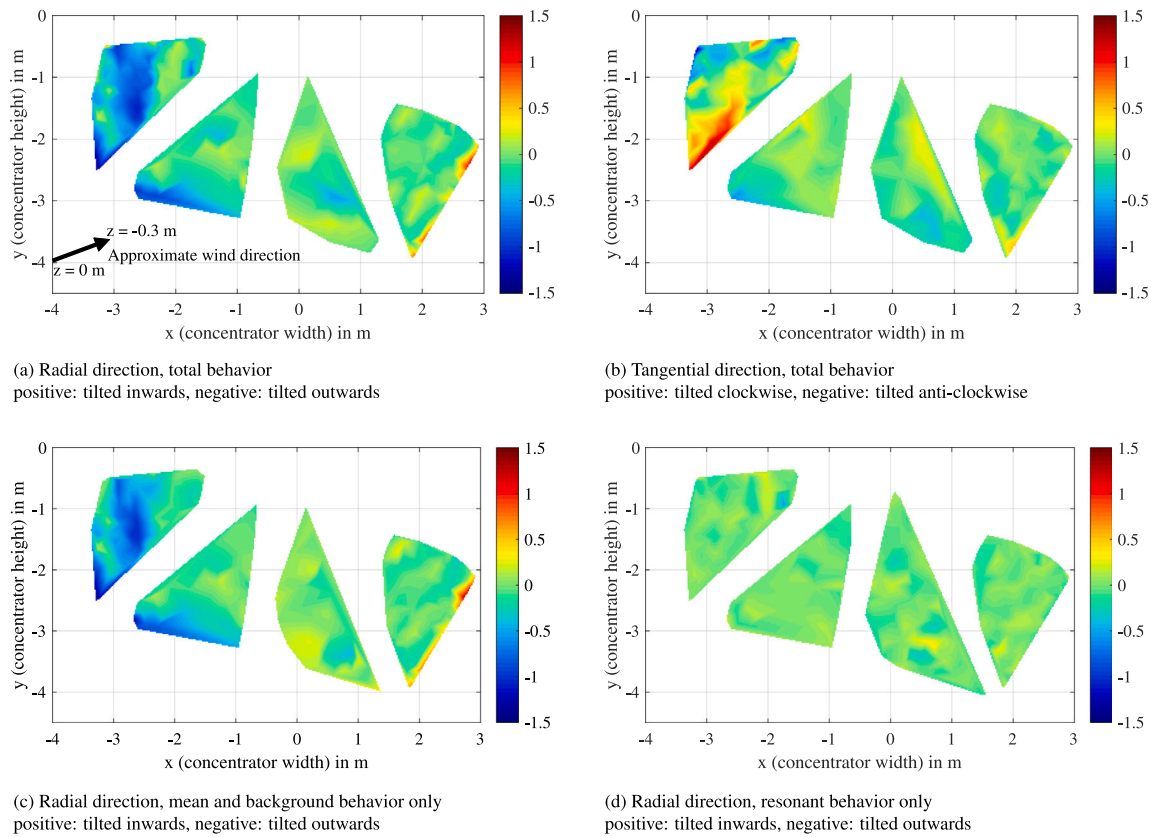 0
-1
-2
-3
-4
y (concentrator height) in m
z = -0.3 m
z = 0 m
Approximate wind direction
-4 -3 -2 -1 0 1 2 3
x (concentrator width) in m
1.5
1
0.5
0
-0.5
-1
-1.5
(a) Radial direction, total behavior
positive: tilted inwards, negative: tilted outwards
0
-1
-2
-3
-4
y (concentrator height) in m
-4 -3 -2 -1 0 1 2 3
x (concentrator width) in m
1.5
1
0.5
0
-0.5
-1
-1.5
(b) Tangential direction, total behavior
positive: tilted clockwise, negative: tilted anti-clockwise
0
-1
-2
-3
-4
y (concentrator height) in m
-4 -3 -2 -1 0 1 2 3
x (concentrator width) in m
1.5
1
0.5
0
-0.5
-1
-1.5
(c) Radial direction, mean and background behavior only
positive: tilted inwards, negative: tilted outwards
0
-1
-2
-3
-4
y (concentrator height) in m
-4 -3 -2 -1 0 1 2 3
x (concentrator width) in m
1.5
1
0.5
0
-0.5
-1
-1.5
(d) Radial direction, resonant behavior only
positive: tilted inwards, negative: tilted outwards